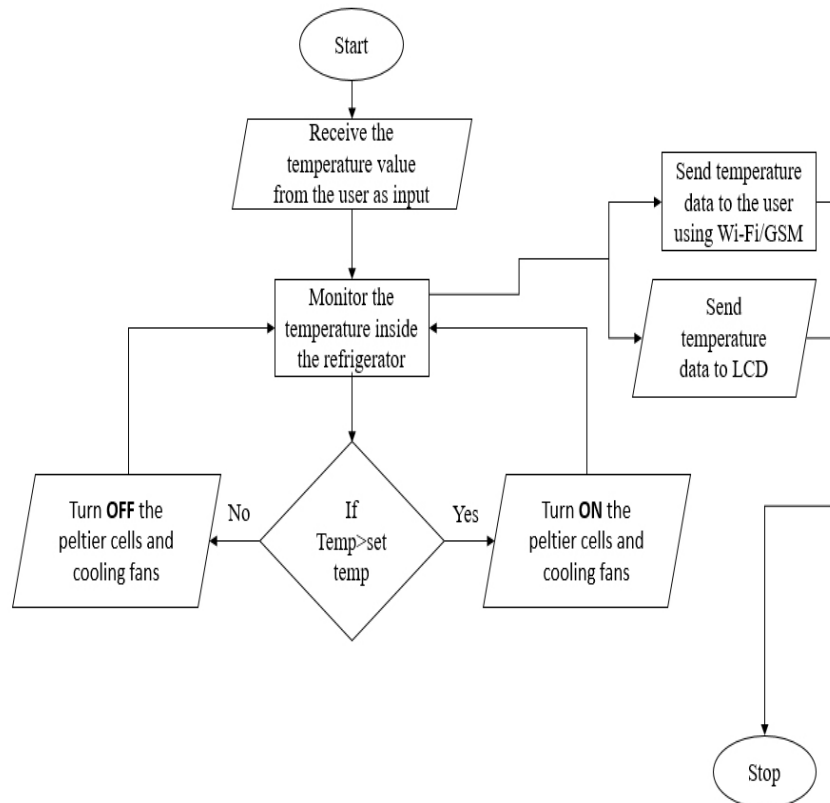 Start
Receive the
temperature value
from the user as input
Send temperature
data to the user
using Wi-Fi/GSM
Monitor the
temperature inside
the refrigerator
Send
temperature
data to LCD
Turn OFF the
peltier cells and
cooling fans
No
If
Temp>set
temp
Yes
Turn ON the
peltier cells and
cooling fans
Stop